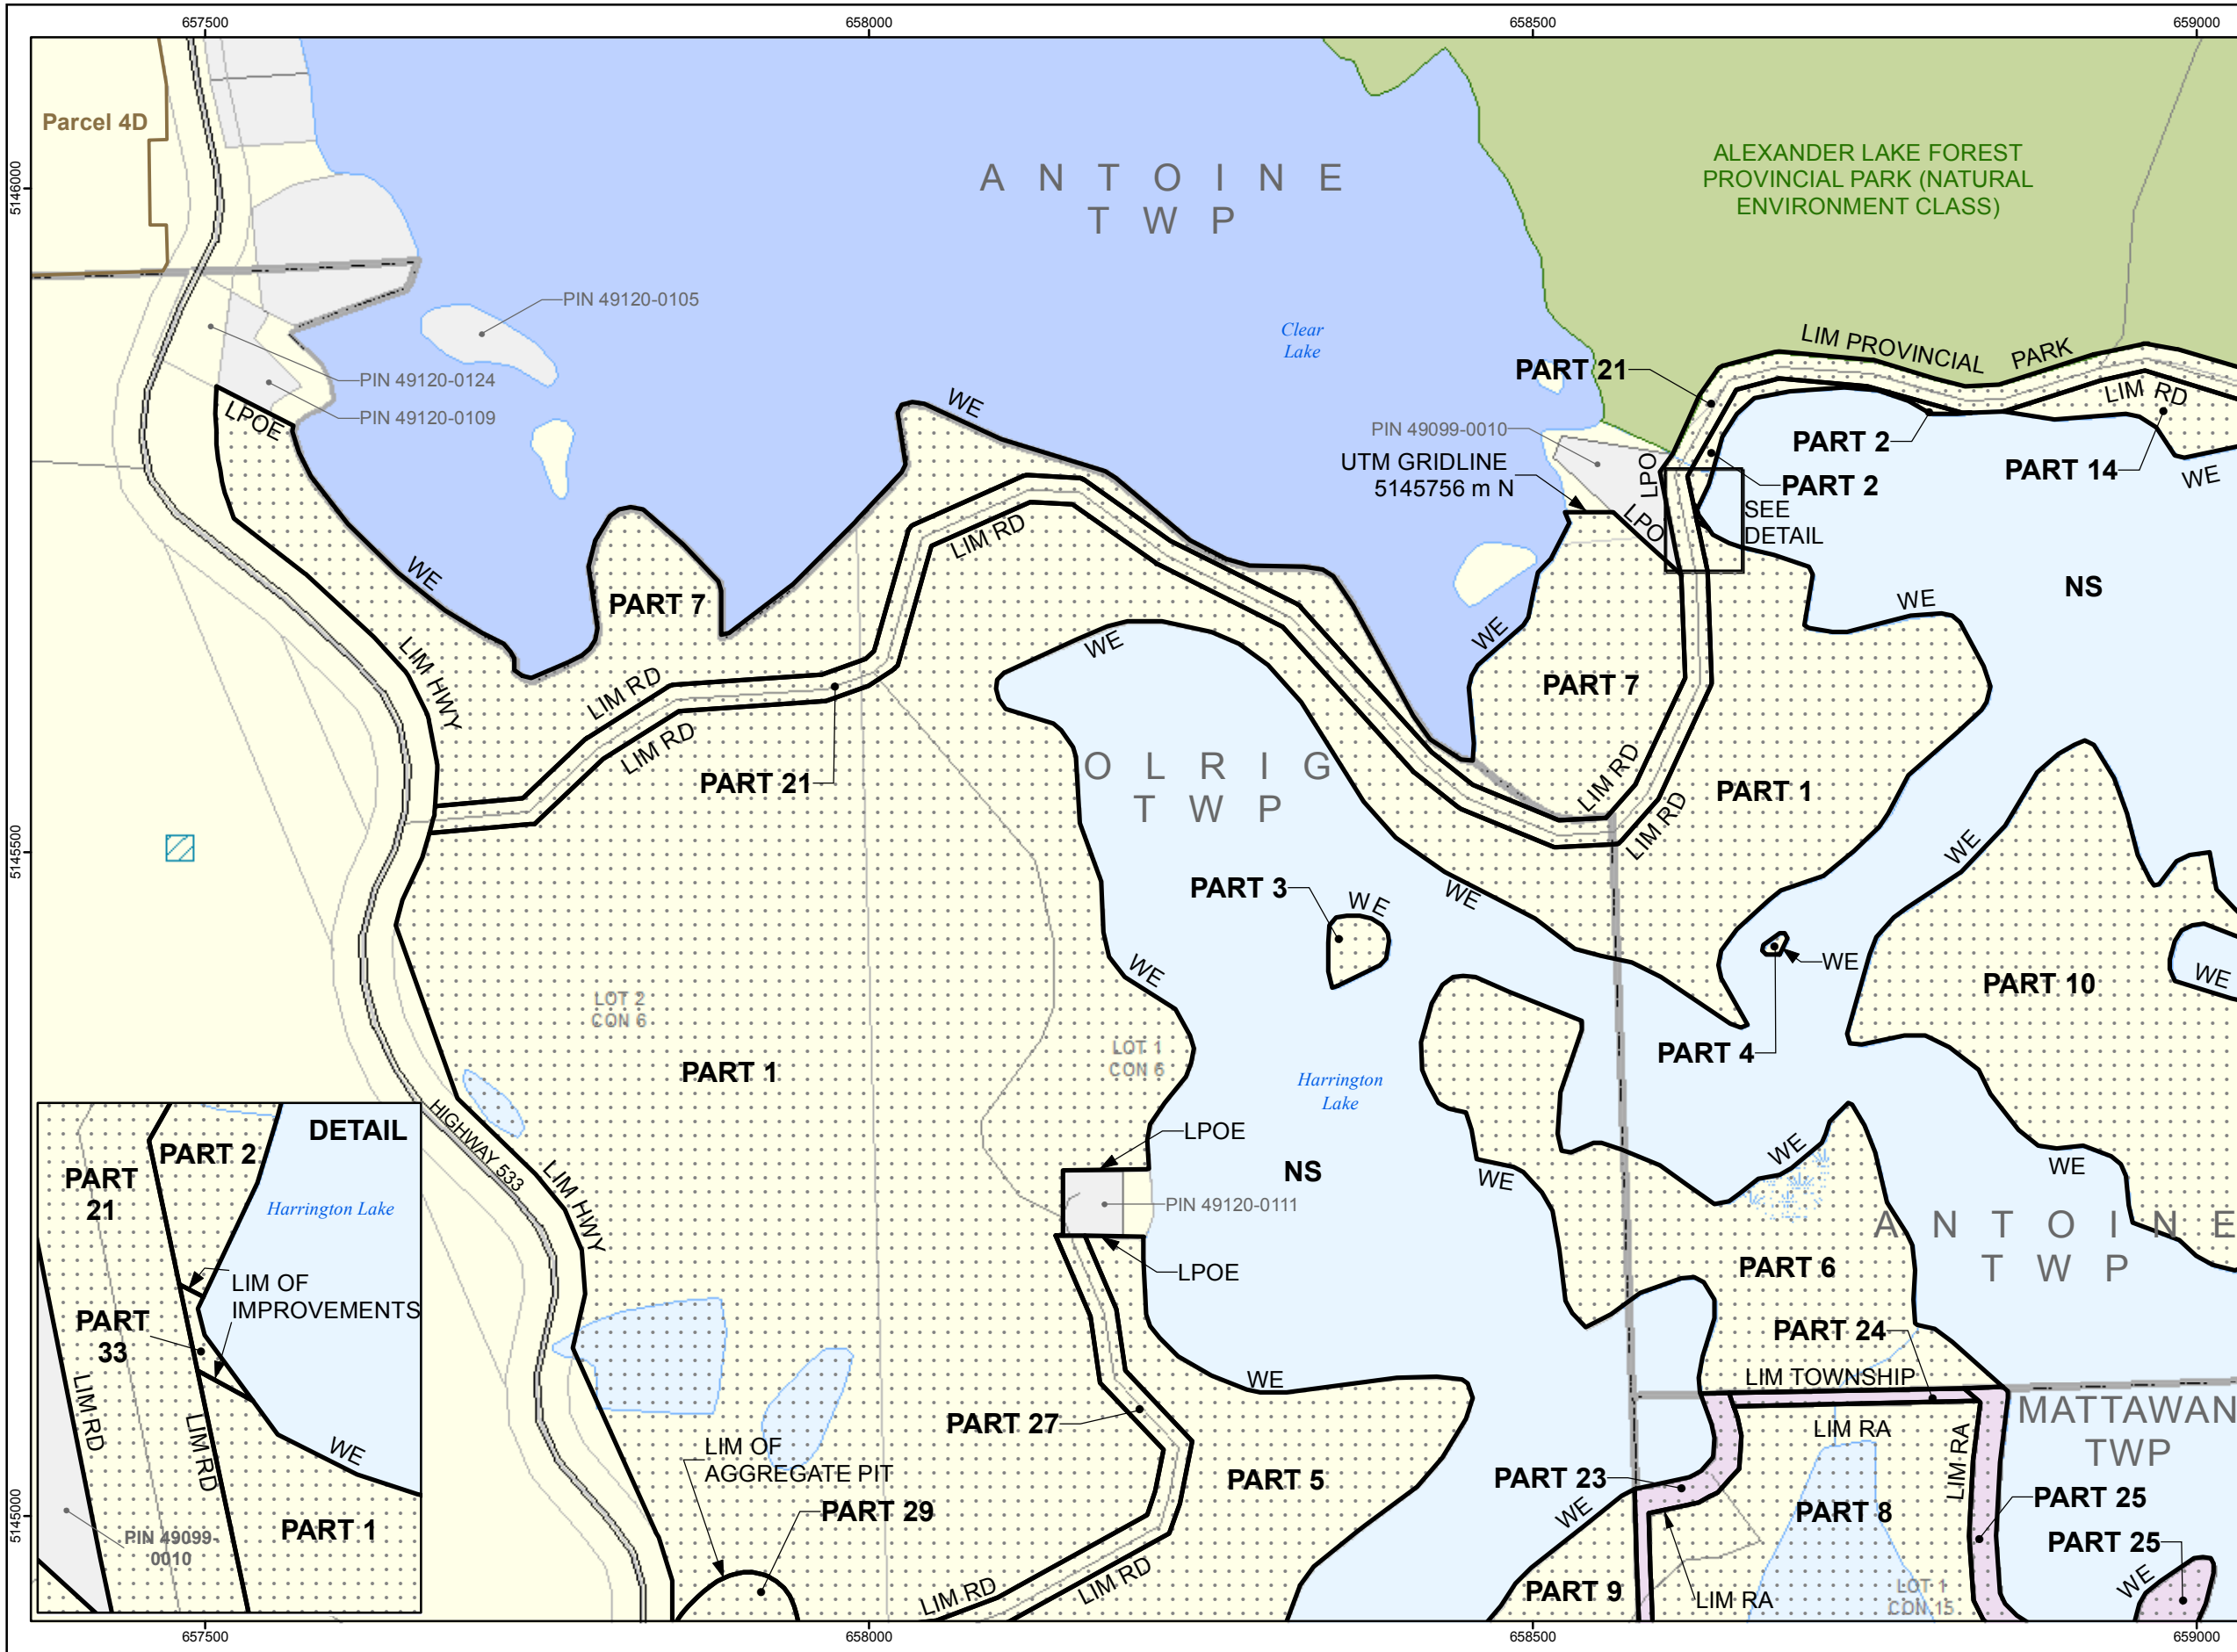 657500
658000
658500
659000
5146000
5145500
5145000
Parcel 4D
A N T O I N E
T W P
ALEXANDER LAKE FOREST
PROVINCIAL PARK (NATURAL
ENVIRONMENT CLASS)
PIN 49120-0105
Clear
Lake
PIN 49120-0124
PIN 49120-0109
LPOE
WE
LIM PROVINCIAL PARK
PART 21
LIM RD
PART 2
PART 14
WE
PIN 49099-0010
UTM GRIDLINE
5145756 m N
LPO
LPO
PART 2
SEE
DETAIL
NS
WE
WE
PART 7
LIM HWY
LIM RD
LIM RD
LIM RD
PART 21
WE
WE
PART 7
LIM RD
LIM RD
PART 1
O L R I G
T W P
WE
PART 3
WE
WE
WE
PART 4
PART 10
WE
WE
LOT 2
CON 6
PART 1
LOT 1
CON 6
Harrington
Lake
LPOE
NS
PIN 49120-0111
LPOE
WE
WE
WE
A N T O I N E
T W P
PART 6
HIGHWAY 533
LIM HWY
DETAIL
PART 2
PART
21
Harrington Lake
LIM OF
IMPROVEMENTS
PART
33
LIM RD
LIM RD
WE
PIN 49099-
0010
PART 1
WE
PART 24
LIM TOWNSHIP
MATTAWAN
TWP
LIM RA
LIM RA
PART 27
LIM OF
AGGREGATE PIT
PART 29
PART 5
PART 23
WE
PART 8
PART 25
PART 25
WE
LIM RD
LIM RD
PART 9
LIM RA
LOT 1
CON 15
657500
658000
658500
659000